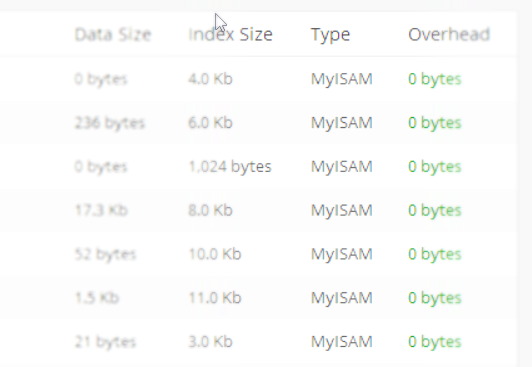 Data Size Index Size Type Overhead
0 bytes 4.0 Kb MyISAM 0 bytes
236 bytes 6.0 Kb MyISAM 0 bytes
0 bytes 1,024 bytes MyISAM 0 bytes
17.3 Kb 8.0 Kb MyISAM 0 bytes
52 bytes 10.0 Kb MyISAM 0 bytes
1.5 Kb 11.0 Kb MyISAM 0 bytes
21 bytes 3.0 Kb MyISAM 0 bytes